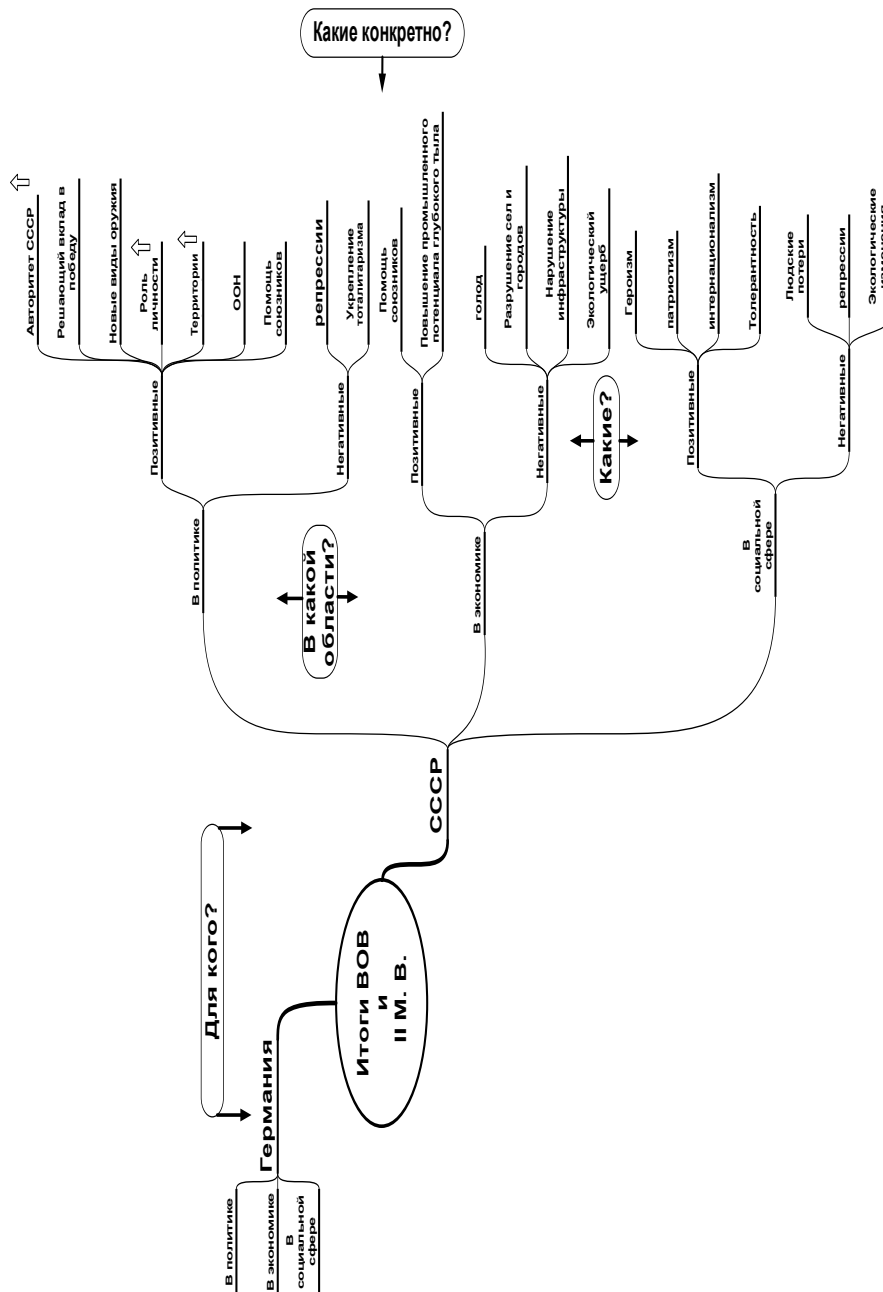 Какие конкретно?
Авторитет СССР
Решающий вклад в
победу
Новые виды оружия
Роль
личности
Территории
ООН
Помощь
союзников
репрессии
Укрепление
тоталитаризма
Помощь
союзников
Повышение промышленного
потенциала глубокого тыла
голод
Разрушение сел и
городов
Нарушение
инфраструктуры
Экологический
ущерб
Героизм
патриотизм
интернационализм
Толерантность
Людские
потери
репрессии
Экологические
Позитивные
Негативные
Позитивные
Негативные
Какие?
Позитивные
Негативные
В политике
В какой
области?
В экономике
В
социальной
сфере
СССР
Для кого?
Итоги ВОВ
и
II М. В.
Германия
В политике
В экономике
В
социальной
сфере